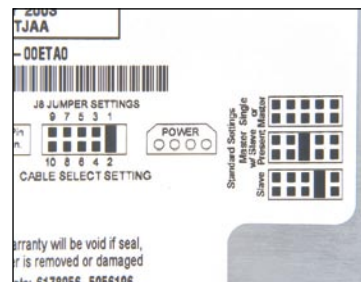 2003
TJAA
-00ETA0
J8 JUMPER SETTINGS
9 7 5 3 1
10 8 6 4 2
CABLE SELECT SETTING
POWER
Standard Settings
Master Single
w/ Slave or
Present Master
Slave
arranty will be void if seal,
er is removed or damaged